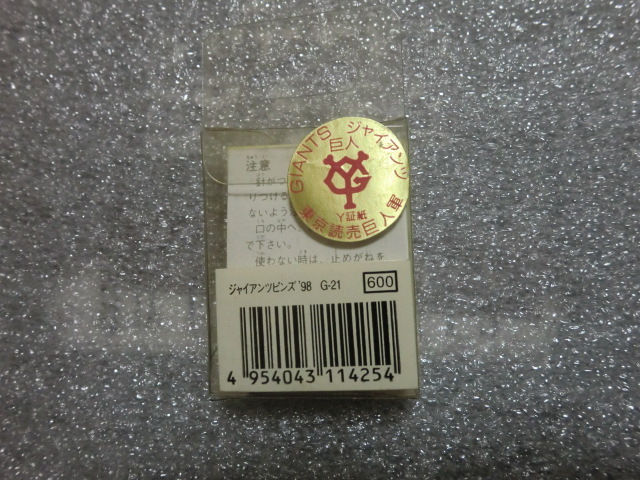 GIANTS ジャイアンツ
巨人
YG
証紙
東京読売巨人軍
注意
針がつ
りつける
ないよう
口の中へ
で下さい。
使わない時は、止めがねを
ジャイアンツピンズ'98 G-21 600
4 954043 114254